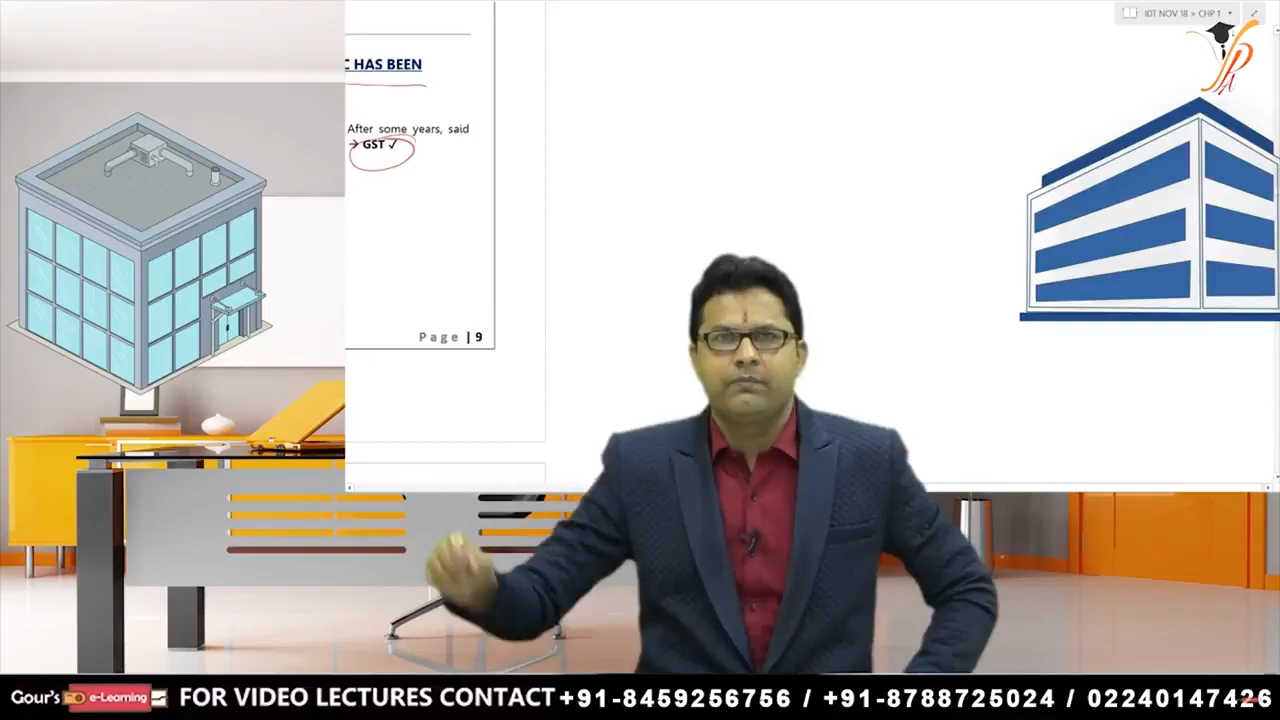 IDT NOV 18 > CHP 1
C HAS BEEN
After some years, said
→ GST ✓
Page | 9
Gour's e-Learning FOR VIDEO LECTURES CONTACT +91-8459256756 / +91-8788725024 / 02240147426